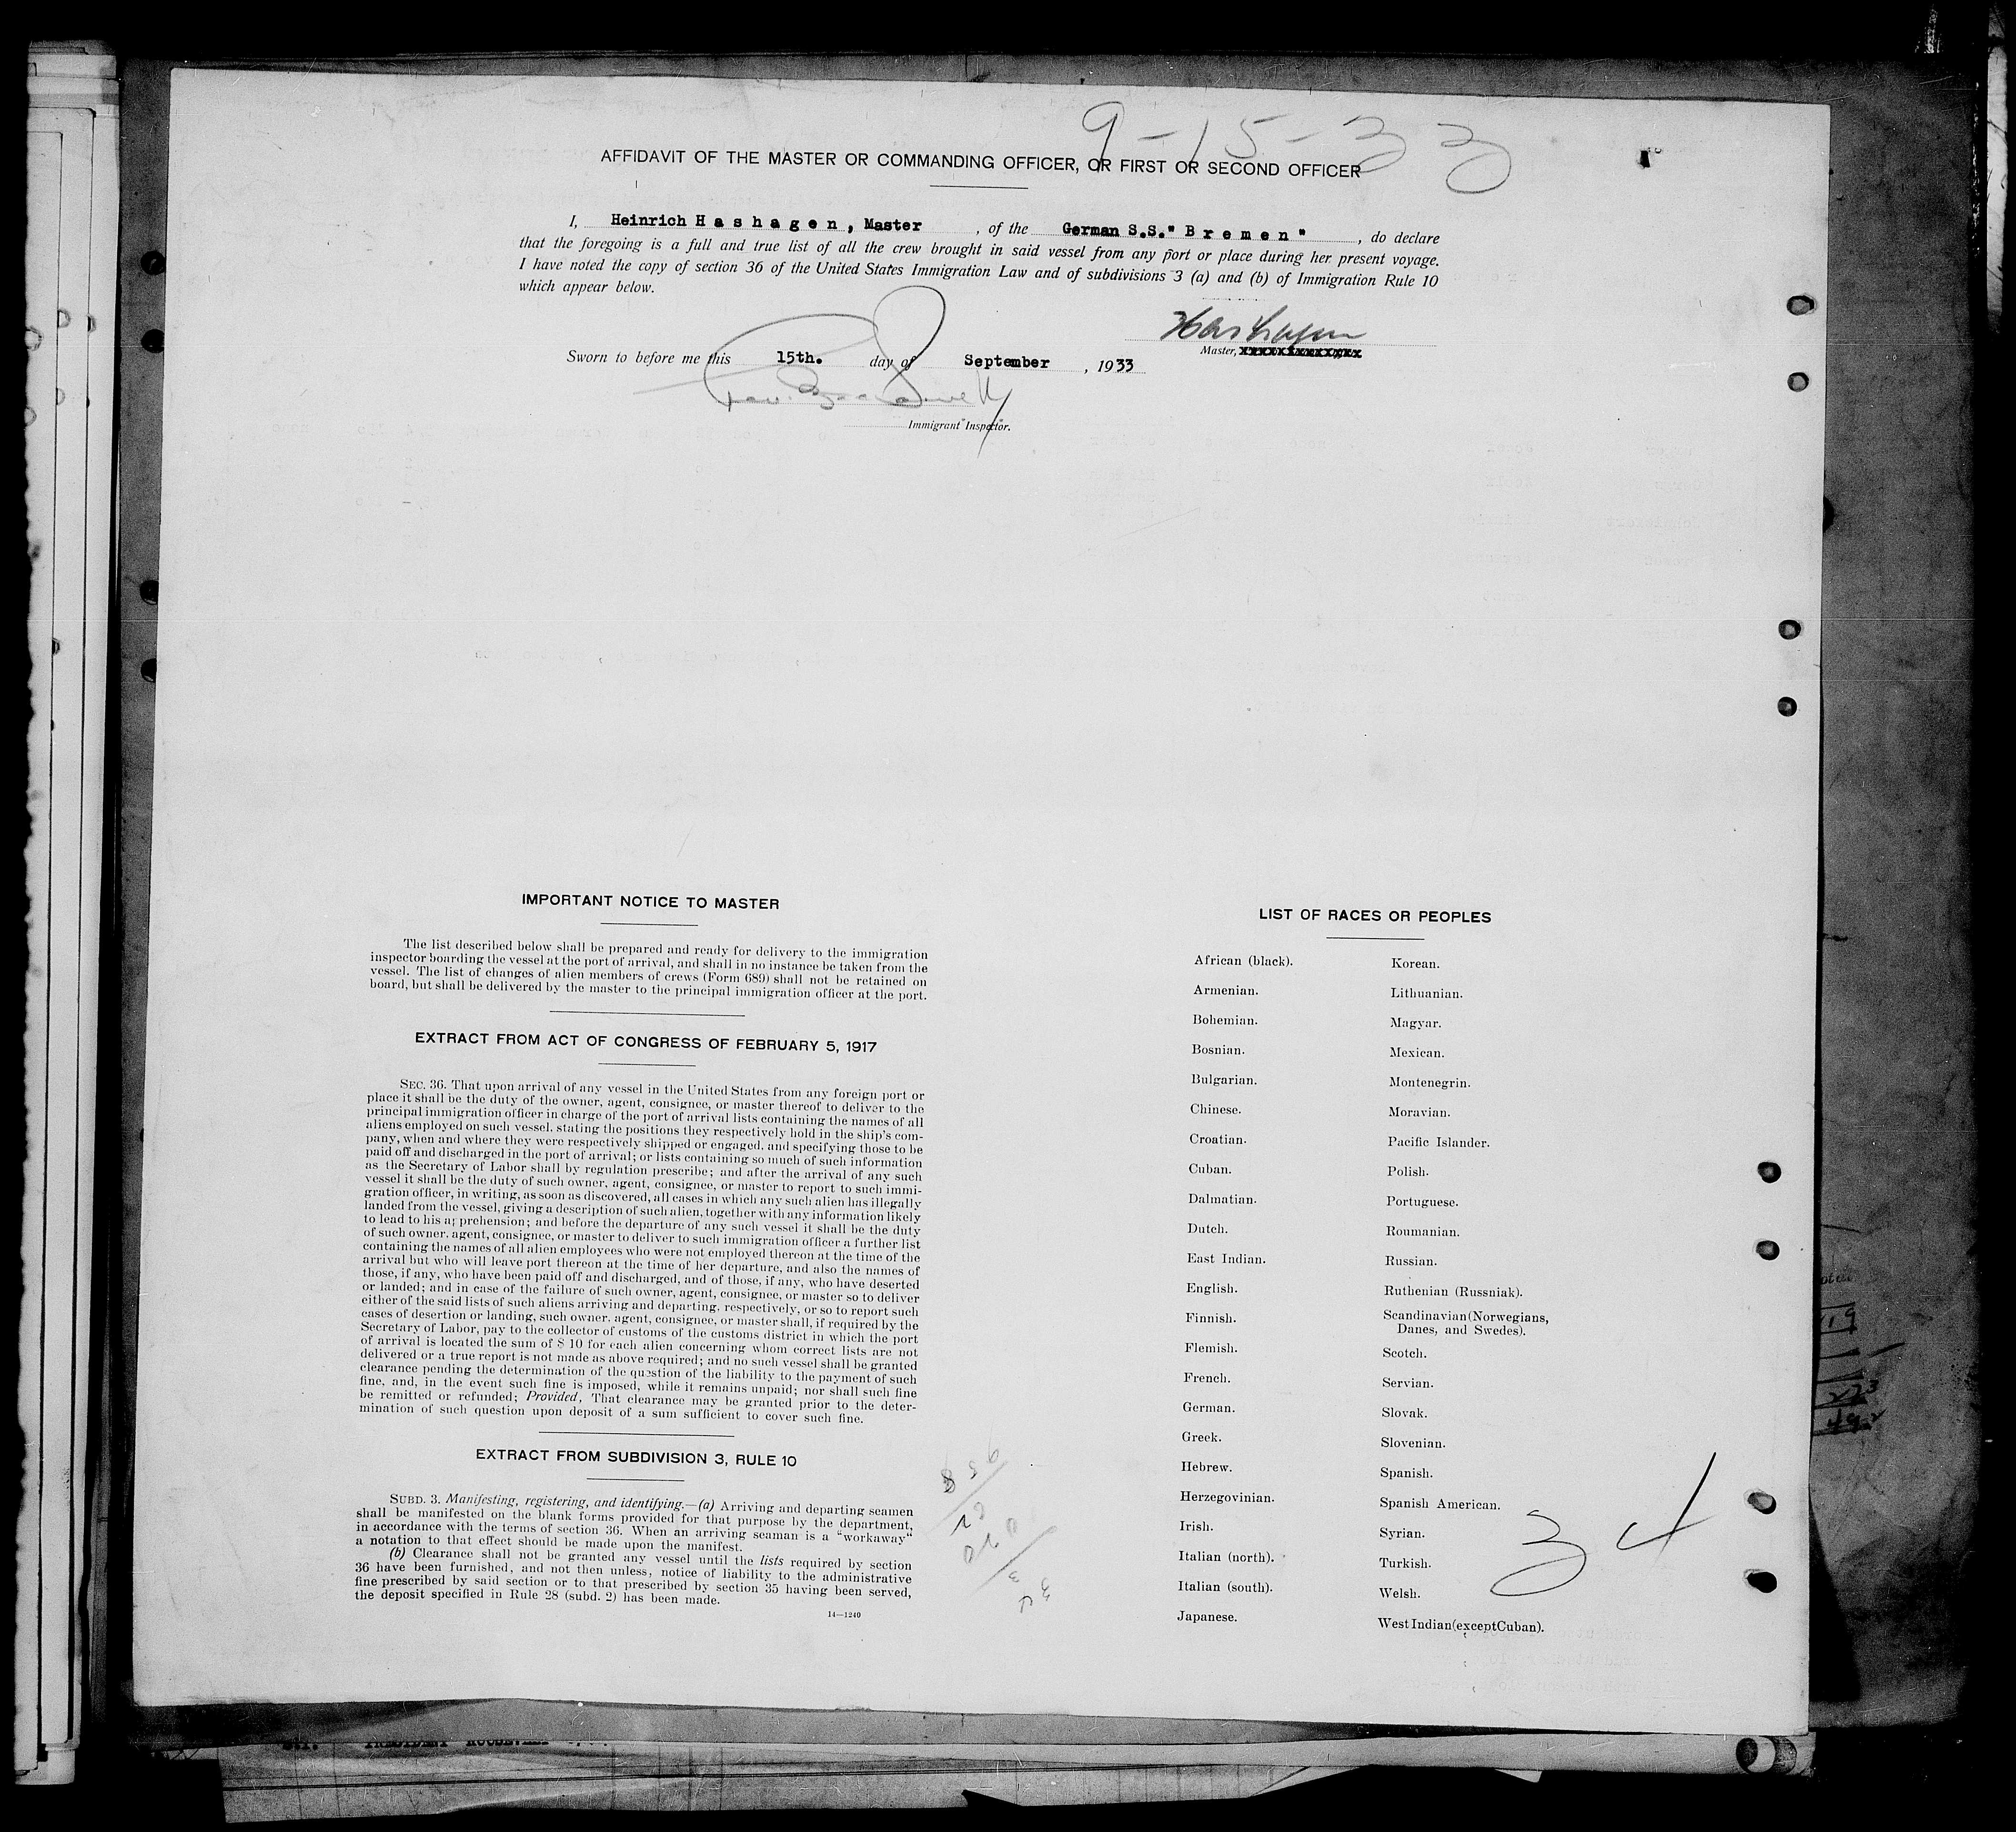 9-15-33
AFFIDAVIT OF THE MASTER OR COMMANDING OFFICER, OR FIRST OR SECOND OFFICER
I, Heinrich H a s h a g e n , Master , of the German S.S." B r e m e n " , do declare
that the foregoing is a full and true list of all the crew brought in said vessel from any port or place during her present voyage.
I have noted the copy of section 36 of the United States Immigration Law and of subdivisions 3 (a) and (b) of Immigration Rule 10
which appear below.
Hashagen
Master,
Sworn to before me this 15th. day of September , 1933
Immigrant Inspector.
IMPORTANT NOTICE TO MASTER
The list described below shall be prepared and ready for delivery to the immigration
inspector boarding the vessel at the port of arrival, and shall in no instance be taken from the
vessel. The list of changes of alien members of crews (Form 689) shall not be retained on
board, but shall be delivered by the master to the principal immigration officer at the port.
EXTRACT FROM ACT OF CONGRESS OF FEBRUARY 5, 1917
SEC. 36. That upon arrival of any vessel in the United States from any foreign port or
place it shall be the duty of the owner, agent, consignee, or master thereof to deliver to the
principal immigration officer in charge of the port of arrival lists containing the names of all
aliens employed on such vessel, stating the positions they respectively hold in the ship's com-
pany, when and where they were respectively shipped or engaged, and specifying those to be
paid off and discharged in the port of arrival; or lists containing so much of such information
as the Secretary of Labor shall by regulation prescribe; and after the arrival of any such
vessel it shall be the duty of such owner, agent, consignee, or master to report to such immi-
gration officer, in writing, as soon as discovered, all cases in which any such alien has illegally
landed from the vessel, giving a description of such alien, together with any information likely
to lead to his apprehension; and before the departure of any such vessel it shall be the duty
of such owner. agent, consignee, or master to deliver to such immigration officer a further list
containing the names of all alien employees who were not employed thereon at the time of the
arrival but who will leave port thereon at the time of her departure, and also the names of
those, if any, who have been paid off and discharged, and of those, if any, who have deserted
or landed; and in case of the failure of such owner, agent, consignee, or master so to deliver
either of the said lists of such aliens arriving and departing, respectively, or so to report such
cases of desertion or landing, such owner. agent, consignee, or master shall, if required by the
Secretary of Labor, pay to the collector of customs of the customs district in which the port
of arrival is located the sum of $ 10 for each alien concerning whom correct lists are not
delivered or a true report is not made as above required; and no such vessel shall be granted
clearance pending the determination of the question of the liability to the payment of such
fine, and, in the event such fine is imposed, while it remains unpaid; nor shall such fine
be remitted or refunded; Provided, That clearance may be granted prior to the deter-
mination of such question upon deposit of a sum sufficient to cover such fine.
EXTRACT FROM SUBDIVISION 3, RULE 10
SUBD. 3. Manifesting, registering, and identifying.—(a) Arriving and departing seamen
shall be manifested on the blank forms provided for that purpose by the department,
in accordance with the terms of section 36. When an arriving seaman is a "workaway"
a notation to that effect should be made upon the manifest.
(b) Clearance shall not be granted any vessel until the lists required by section
36 have been furnished, and not then unless, notice of liability to the administrative
fine prescribed by said section or to that prescribed by section 35 having been served,
the deposit specified in Rule 28 (subd. 2) has been made.
14—1240
LIST OF RACES OR PEOPLES
African (black).
Armenian.
Bohemian.
Bosnian.
Bulgarian.
Chinese.
Croatian.
Cuban.
Dalmatian.
Dutch.
East Indian.
English.
Finnish.
Flemish.
French.
German.
Greek.
Hebrew.
Herzegovinian.
Irish.
Italian (north).
Italian (south).
Japanese.
Korean.
Lithuanian.
Magyar.
Mexican.
Montenegrin.
Moravian.
Pacific Islander.
Polish.
Portuguese.
Roumanian.
Russian.
Ruthenian (Russniak).
Scandinavian (Norwegians,
Danes, and Swedes).
Scotch.
Servian.
Slovak.
Slovenian.
Spanish.
Spanish American.
Syrian.
Turkish.
Welsh.
West Indian (except Cuban).
34